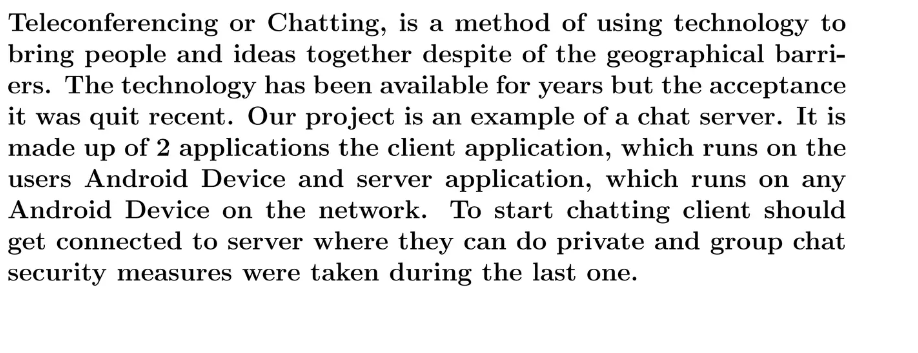 Teleconferencing or Chatting, is a method of using technology to
bring people and ideas together despite of the geographical barri-
ers. The technology has been available for years but the acceptance
it was quit recent. Our project is an example of a chat server. It is
made up of 2 applications the client application, which runs on the
users Android Device and server application, which runs on any
Android Device on the network. To start chatting client should
get connected to server where they can do private and group chat
security measures were taken during the last one.